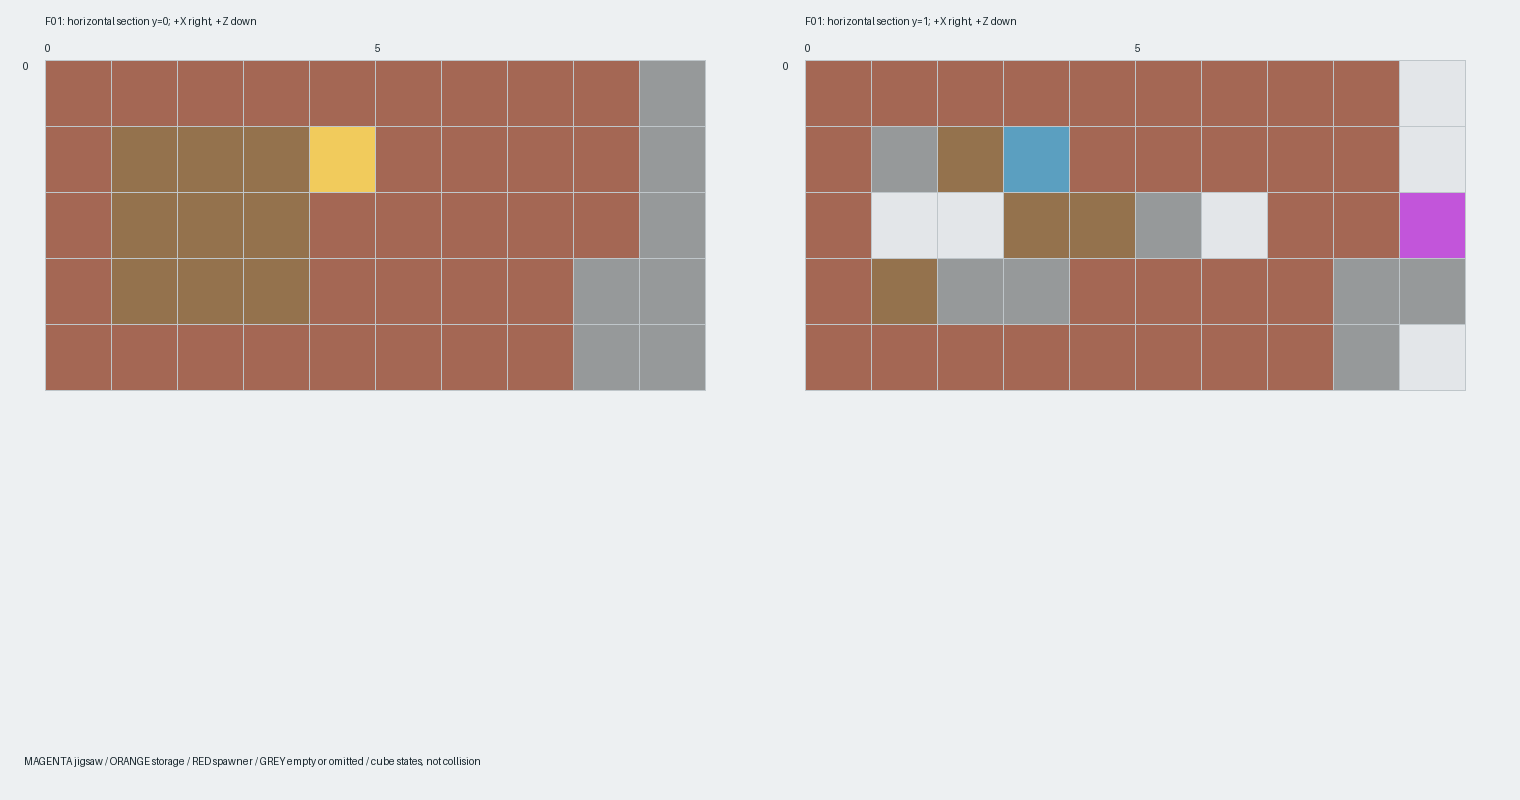 F01: horizontal section y=0; +X right, +Z down
F01: horizontal section y=1; +X right, +Z down
0 5
0 5
0
0
MAGENTA jigsaw / ORANGE storage / RED spawner / GREY empty or omitted / cube states, not collision